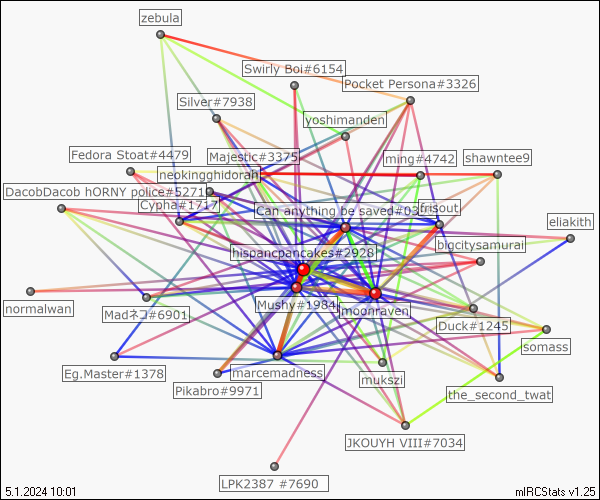 zebula
Swirly Boi#6154
Pocket Persona#3326
Silver#7938
yoshimanden
Fedora Stoat#4479
Majestic#3375
ming#4742
shawntee9
neokingghidorah
DacobDacob hORNY police#5271
Cypha#1717
Can anything be saved#03
frisout
eliakith
hispancpancakes#2928
bigcitysamurai
normalwan
Madネコ#6901
Mushy#1984
moonraven
Duck#1245
somass
Eg.Master#1378
marcemadness
Pikabro#9971
mukszi
the_second_twat
JKOUYH VIII#7034
LPK2387 #7690
5.1.2024 10:01
mIRCStats v1.25